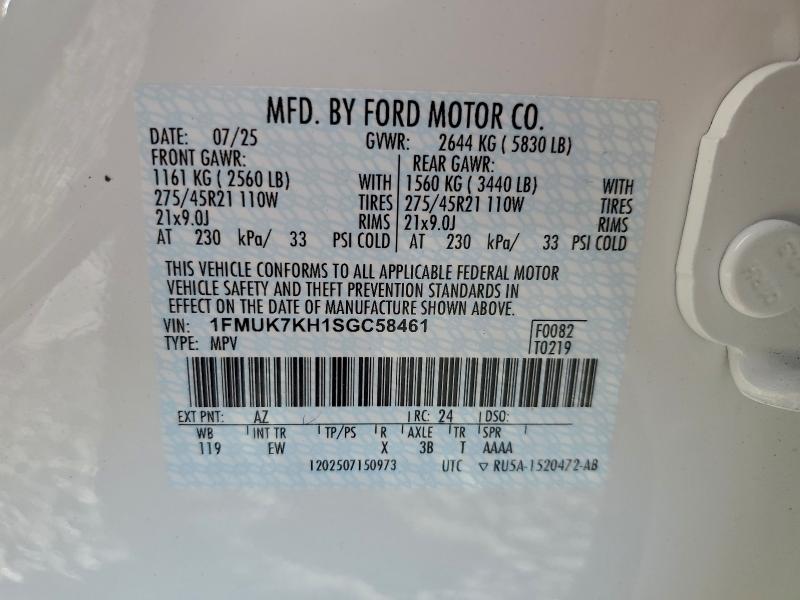 MFD. BY FORD MOTOR CO.
DATE: 07/25 GVWR: 2644 KG ( 5830 LB)
FRONT GAWR: REAR GAWR:
1161 KG ( 2560 LB) WITH 1560 KG ( 3440 LB) WITH
275/45R21 110W TIRES 275/45R21 110W TIRES
21x9.0J RIMS 21x9.0J RIMS
AT 230 kPa/ 33 PSI COLD AT 230 kPa/ 33 PSI COLD
THIS VEHICLE CONFORMS TO ALL APPLICABLE FEDERAL MOTOR
VEHICLE SAFETY AND THEFT PREVENTION STANDARDS IN
EFFECT ON THE DATE OF MANUFACTURE SHOWN ABOVE.
VIN: 1FMUK7KH1SGC58461 F0082
TYPE: MPV T0219
EXT PNT: AZ RC: 24 DSO:
WB INT TR TP/PS R AXLE TR SPR
119 EW X 3B T AAAA
1202507150973 UTC ▽ RU5A-1520472-AB